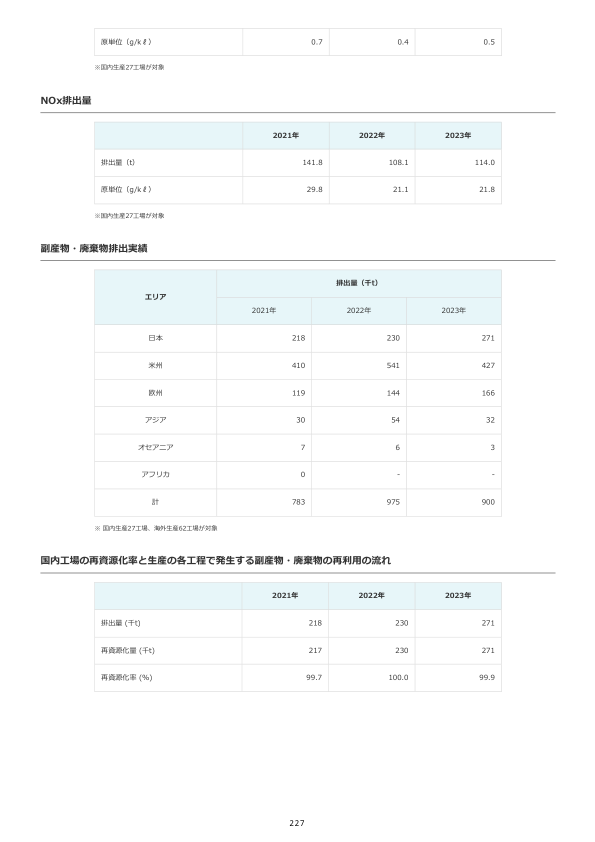 原単位（g/kℓ） 0.7 0.4 0.5
※国内生産27工場が対象
NOx排出量
2021年 2022年 2023年
排出量（t） 141.8 108.1 114.0
原単位（g/kℓ） 29.8 21.1 21.8
※国内生産27工場が対象
副産物・廃棄物排出実績
エリア 排出量（千t）
2021年 2022年 2023年
日本 218 230 271
米州 410 541 427
欧州 119 144 166
アジア 30 54 32
オセアニア 7 6 3
アフリカ 0 - -
計 783 975 900
※ 国内生産27工場、海外生産62工場が対象
国内工場の再資源化率と生産の各工程で発生する副産物・廃棄物の再利用の流れ
2021年 2022年 2023年
排出量 (千t) 218 230 271
再資源化量 (千t) 217 230 271
再資源化率 (%) 99.7 100.0 99.9
227